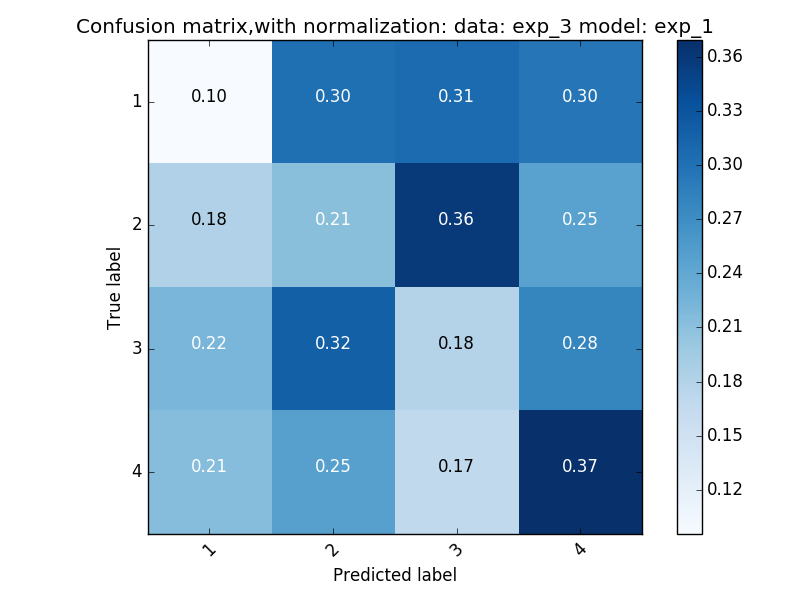 Confusion matrix,with normalization: data: exp_3 model: exp_1
True label
1 0.10 0.30 0.31 0.30
2 0.18 0.21 0.36 0.25
3 0.22 0.32 0.18 0.28
4 0.21 0.25 0.17 0.37
1 2 3 4
Predicted label
0.36
0.33
0.30
0.27
0.24
0.21
0.18
0.15
0.12